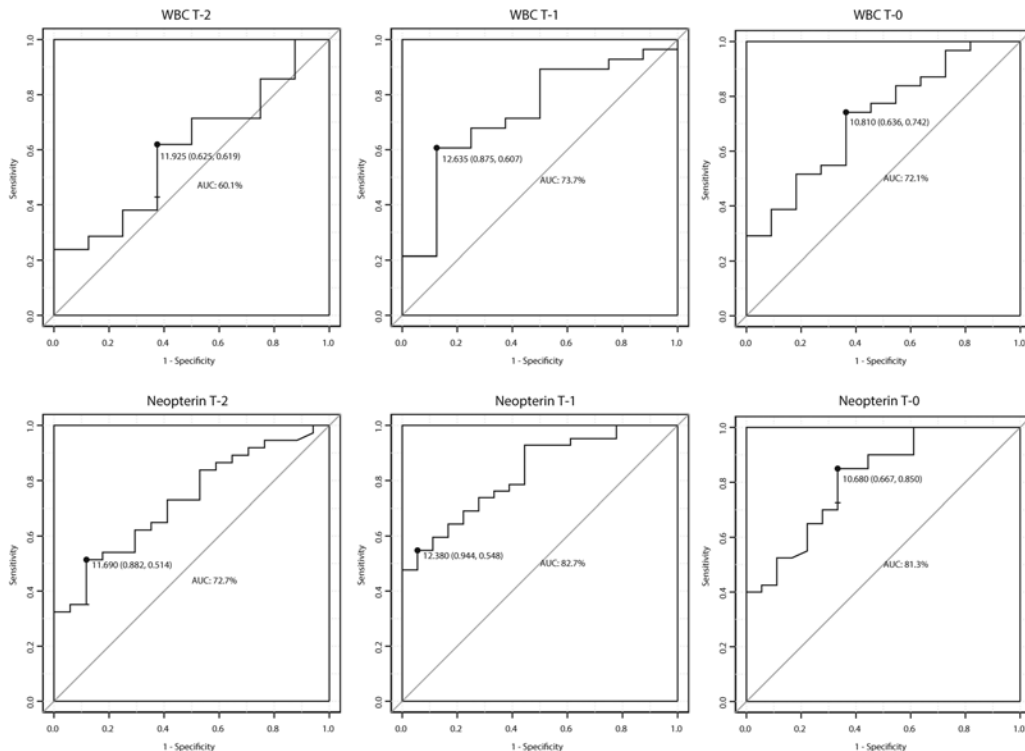 WBC T-2
WBC T-1
WBC T-0
Sensitivity
0.0
0.2
0.4
0.6
0.8
1.0
11.925 (0.625, 0.619)
AUC: 60.1%
0.0
0.2
0.4
0.6
0.8
1.0
1 - Specificity
Sensitivity
0.0
0.2
0.4
0.6
0.8
1.0
12.635 (0.875, 0.607)
AUC: 73.7%
0.0
0.2
0.4
0.6
0.8
1.0
1 - Specificity
Sensitivity
0.0
0.2
0.4
0.6
0.8
1.0
10.810 (0.636, 0.742)
AUC: 72.1%
0.0
0.2
0.4
0.6
0.8
1.0
1 - Specificity
Neopterin T-2
Neopterin T-1
Neopterin T-0
Sensitivity
0.0
0.2
0.4
0.6
0.8
1.0
11.690 (0.882, 0.514)
AUC: 72.7%
0.0
0.2
0.4
0.6
0.8
1.0
1 - Specificity
Sensitivity
0.0
0.2
0.4
0.6
0.8
1.0
12.380 (0.944, 0.548)
AUC: 82.7%
0.0
0.2
0.4
0.6
0.8
1.0
1 - Specificity
Sensitivity
0.0
0.2
0.4
0.6
0.8
1.0
10.680 (0.667, 0.850)
AUC: 81.3%
0.0
0.2
0.4
0.6
0.8
1.0
1 - Specificity